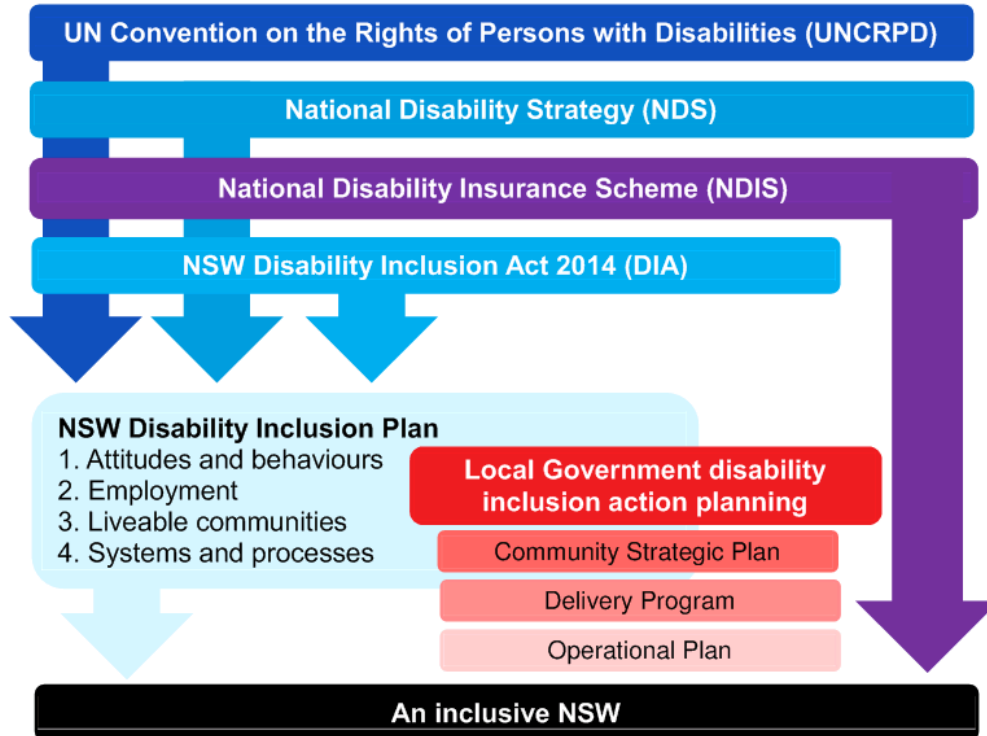 UN Convention on the Rights of Persons with Disabilities (UNCRPD)
National Disability Strategy (NDS)
National Disability Insurance Scheme (NDIS)
NSW Disability Inclusion Act 2014 (DIA)
NSW Disability Inclusion Plan
1. Attitudes and behaviours
2. Employment
3. Liveable communities
4. Systems and processes
Local Government disability
inclusion action planning
Community Strategic Plan
Delivery Program
Operational Plan
An inclusive NSW